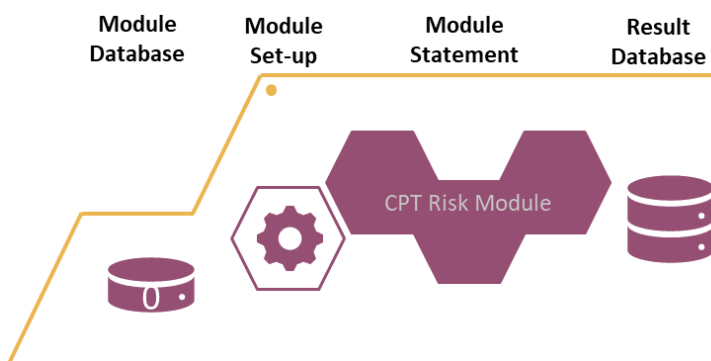 Module
Database
Module
Set-up
Module
Statement
Result
Database
CPT Risk Module
0